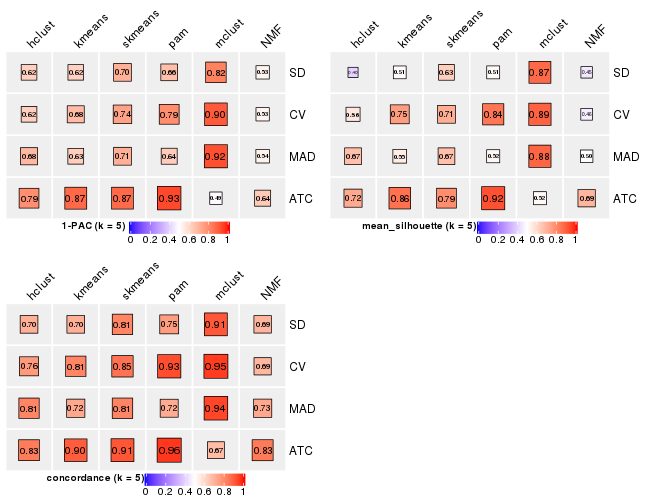 hclust kmeans skmeans pam mclust NMF
0.62 0.62 0.70 0.66 0.82 0.53 SD
0.62 0.68 0.74 0.79 0.90 0.53 CV
0.68 0.63 0.71 0.64 0.92 0.54 MAD
0.79 0.87 0.87 0.93 0.49 0.64 ATC
1-PAC (k = 5)
0 0.2 0.4 0.6 0.8 1
hclust kmeans skmeans pam mclust NMF
0.51 0.63 0.51 0.87 SD
0.56 0.75 0.71 0.84 0.89 CV
0.67 0.55 0.67 0.52 0.88 0.50 MAD
0.72 0.86 0.79 0.92 0.52 0.69 ATC
mean_silhouette (k = 5)
0 0.2 0.4 0.6 0.8 1
hclust kmeans skmeans pam mclust NMF
0.70 0.70 0.81 0.75 0.91 0.69 SD
0.76 0.81 0.85 0.93 0.95 0.69 CV
0.81 0.72 0.81 0.72 0.94 0.73 MAD
0.83 0.90 0.91 0.67 0.83 ATC
concordance (k = 5)
0 0.2 0.4 0.6 0.8 1